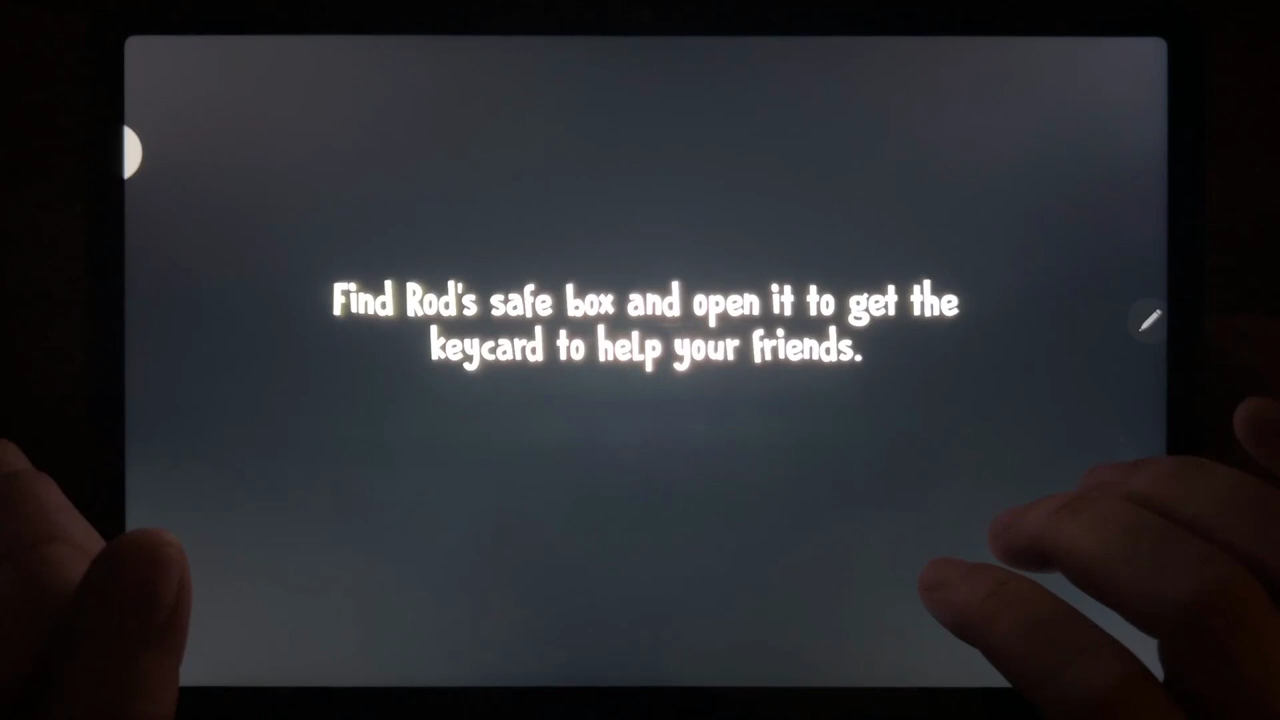 Find Rod's safe box and open it to get the
keycard to help your friends.